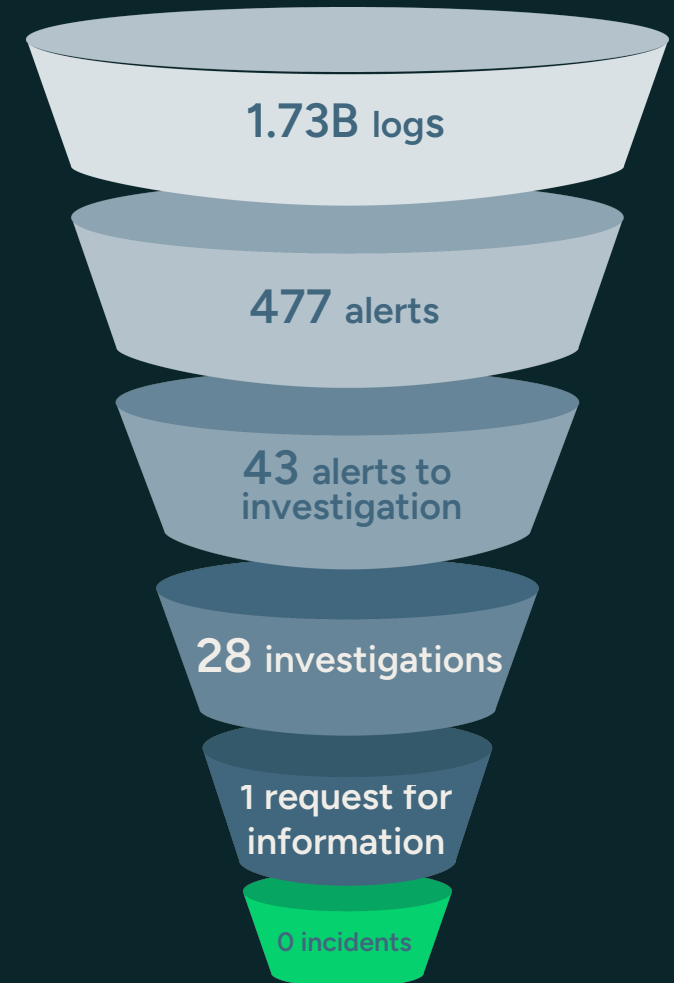 1.73B logs
477 alerts
43 alerts to
investigation
28 investigations
1 request for
information
0 incidents